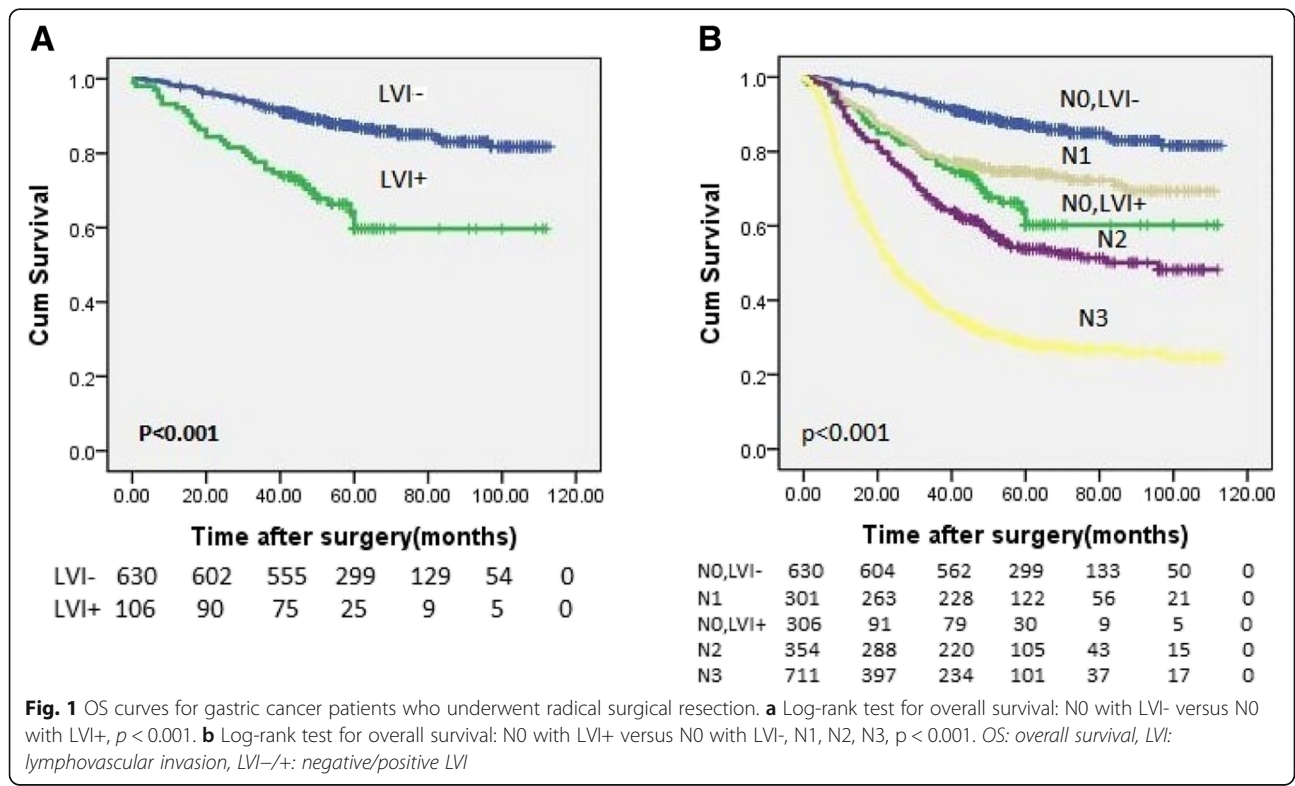 A
1.0
0.8
0.6
0.4
0.2
0.0
Cum Survival
LVI-
LVI+
P<0.001
0.00 20.00 40.00 60.00 80.00 100.00 120.00
Time after surgery(months)
LVI- 630 602 555 299 129 54 0
LVI+ 106 90 75 25 9 5 0
B
1.0
0.8
0.6
0.4
0.2
0.0
Cum Survival
N0,LVI-
N1
N0,LVI+
N2
N3
p<0.001
0.00 20.00 40.00 60.00 80.00 100.00 120.00
Time after surgery(months)
N0,LVI- 630 604 562 299 133 50 0
N1 301 263 228 122 56 21 0
N0,LVI+ 306 91 79 30 9 5 0
N2 354 288 220 105 43 15 0
N3 711 397 234 101 37 17 0
Fig. 1 OS curves for gastric cancer patients who underwent radical surgical resection. a Log-rank test for overall survival: N0 with LVI- versus N0
with LVI+, p < 0.001. b Log-rank test for overall survival: N0 with LVI+ versus N0 with LVI-, N1, N2, N3, p < 0.001. OS: overall survival, LVI:
lymphovascular invasion, LVI−/+: negative/positive LVI